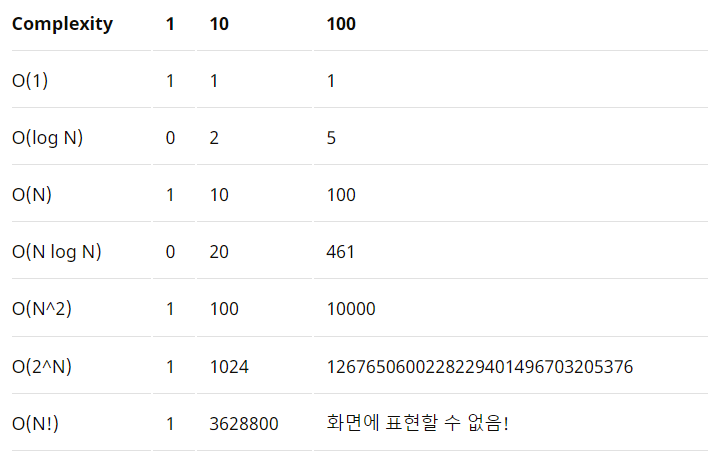 Complexity 1 10 100
O(1) 1 1 1
O(log N) 0 2 5
O(N) 1 10 100
O(N log N) 0 20 461
O(N^2) 1 100 10000
O(2^N) 1 1024 1267650600228229401496703205376
O(N!) 1 3628800 화면에 표현할 수 없음!